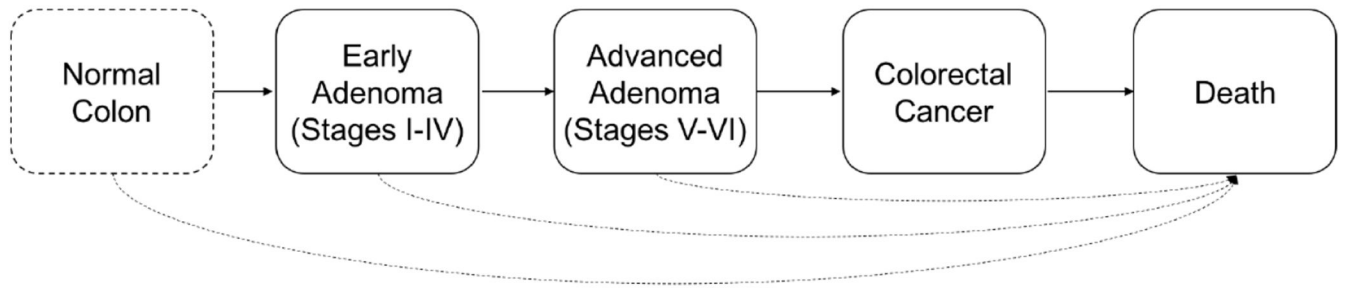 Normal
Colon
Early
Adenoma
(Stages I-IV)
Advanced
Adenoma
(Stages V-VI)
Colorectal
Cancer
Death